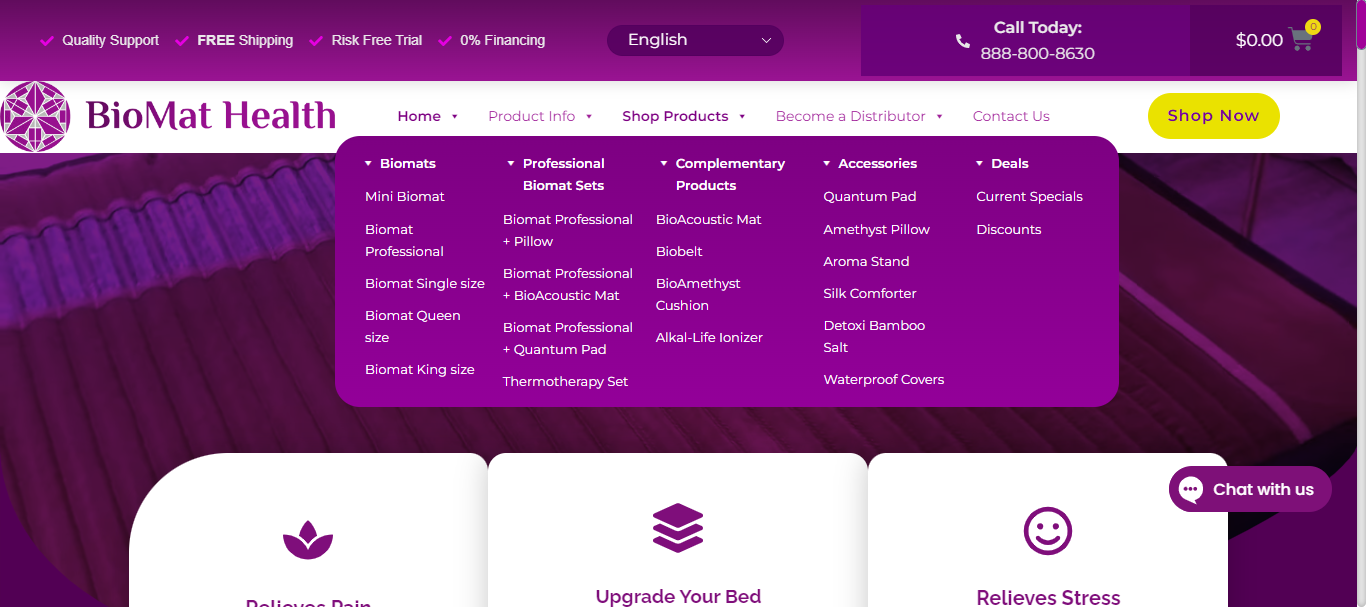 Quality Support
FREE Shipping
Risk Free Trial
0% Financing
English
Call Today:
888-800-8630
$0.00
0
BioMat Health
Home
Product Info
Shop Products
Become a Distributor
Contact Us
Shop Now
Biomats
Mini Biomat
Biomat
Professional
Biomat Single size
Biomat Queen
size
Biomat King size
Professional
Biomat Sets
Biomat Professional
+ Pillow
Biomat Professional
+ BioAcoustic Mat
Biomat Professional
+ Quantum Pad
Thermotherapy Set
Complementary
Products
BioAcoustic Mat
Biobelt
BioAmethyst
Cushion
Alkal-Life Ionizer
Accessories
Quantum Pad
Amethyst Pillow
Aroma Stand
Silk Comforter
Detoxi Bamboo
Salt
Waterproof Covers
Deals
Current Specials
Discounts
Chat with us
Relieves Pain
Upgrade Your Bed
Relieves Stress